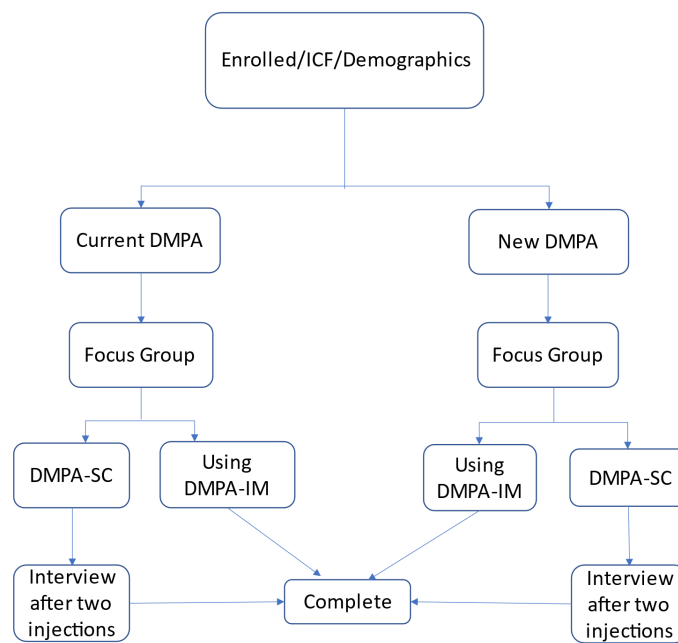 Enrolled/ICF/Demographics
Current DMPA
New DMPA
Focus Group
Focus Group
DMPA-SC
Using
DMPA-IM
Using
DMPA-IM
DMPA-SC
Interview
after two
injections
Complete
Interview
after two
injections